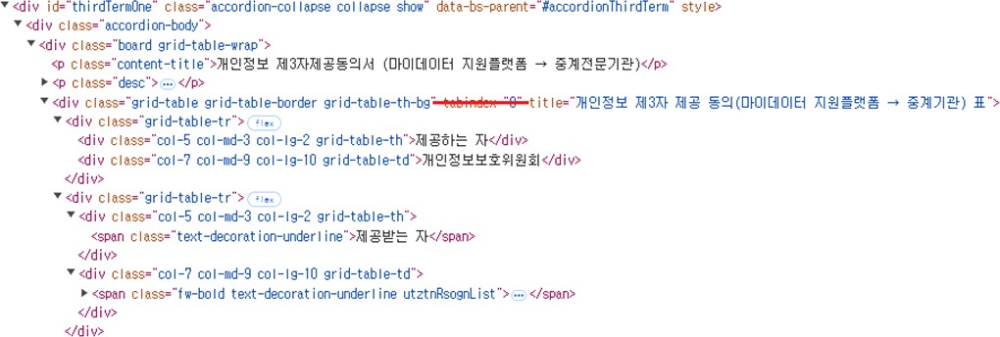 ▼<div id="thirdTermOne" class="accordion-collapse collapse show" data-bs-parent="#accordionThirdTerm" style>
▼<div class="accordion-body">
▼<div class="board grid-table-wrap">
<p class="content-title">개인정보 제3자제공동의서 (마이데이터 지원플랫폼 → 중계전문기관)</p>
▶<p class="desc">⋯</p>
▼<div class="grid-table grid-table-border grid-table-th-bg" tabindex="0" title="개인정보 제3자 제공 동의(마이데이터 지원플랫폼 → 중계기관) 표">
▼<div class="grid-table-tr"> flex
<div class="col-5 col-md-3 col-lg-2 grid-table-th">제공하는 자</div>
<div class="col-7 col-md-9 col-lg-10 grid-table-td">개인정보보호위원회</div>
</div>
▼<div class="grid-table-tr"> flex
▼<div class="col-5 col-md-3 col-lg-2 grid-table-th">
<span class="text-decoration-underline">제공받는 자</span>
</div>
▼<div class="col-7 col-md-9 col-lg-10 grid-table-td">
▶<span class="fw-bold text-decoration-underline utztnRsognList">⋯</span>
</div>
</div>